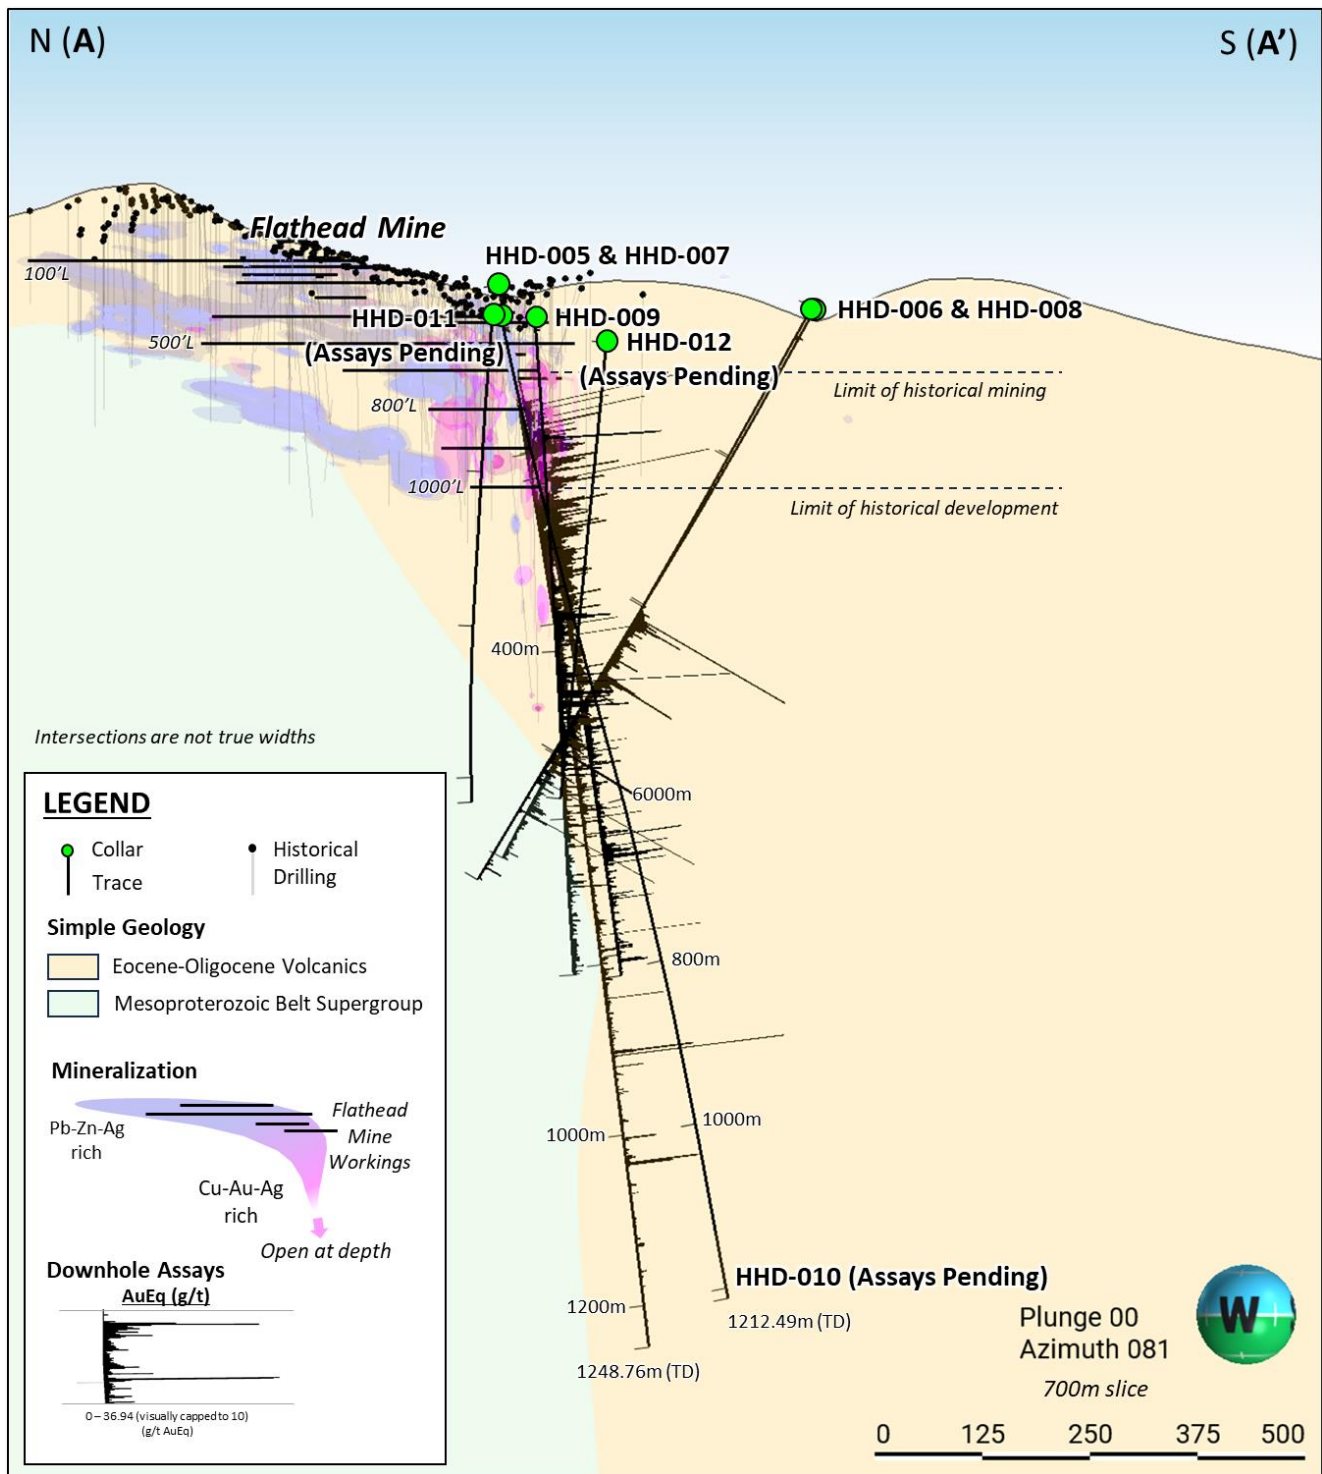 N (A)
S (A')
Flathead Mine
HHD-005 & HHD-007
100'L
HHD-011
HHD-009
HHD-006 & HHD-008
500'L
(Assays Pending)
HHD-012
(Assays Pending)
Limit of historical mining
800'L
1000'L
Limit of historical development
400m
Intersections are not true widths
6000m
800m
1000m
1000m
HHD-010 (Assays Pending)
1200m
1212.49m (TD)
1248.76m (TD)
LEGEND
Collar
Trace
Historical
Drilling
Simple Geology
Eocene-Oligocene Volcanics
Mesoproterozoic Belt Supergroup
Mineralization
Pb-Zn-Ag
rich
Flathead
Mine
Workings
Cu-Au-Ag
rich
Open at depth
Downhole Assays
AuEq (g/t)
0 – 36.94 (visually capped to 10)
(g/t AuEq)
W
Plunge 00
Azimuth 081
700m slice
0 125 250 375 500